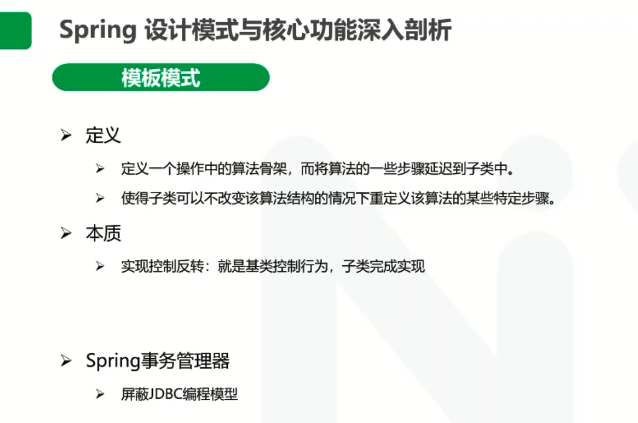 Spring 设计模式与核心功能深入剖析
模板模式
定义
定义一个操作中的算法骨架，而将算法的一些步骤延迟到子类中。
使得子类可以不改变该算法结构的情况下重定义该算法的某些特定步骤。
本质
实现控制反转：就是基类控制行为，子类完成实现
Spring事务管理器
屏蔽JDBC编程模型